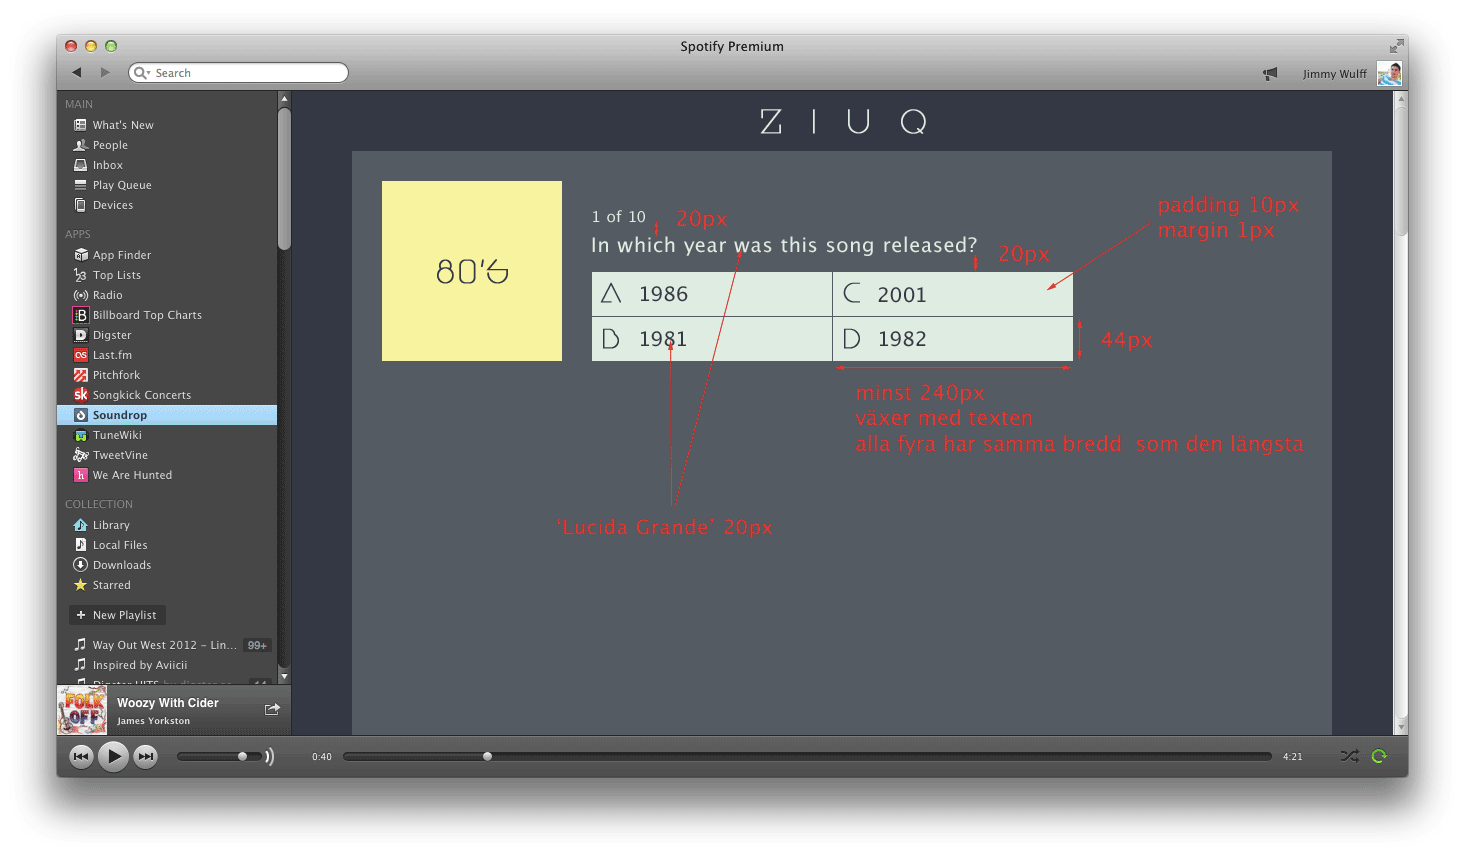 Spotify Premium
Search
Jimmy Wulff
MAIN
What's New
People
Inbox
Play Queue
Devices
APPS
App Finder
Top Lists
Radio
Billboard Top Charts
Digster
Last.fm
Pitchfork
Songkick Concerts
Soundrop
TuneWiki
TweetVine
We Are Hunted
COLLECTION
Library
Local Files
Downloads
Starred
+ New Playlist
Way Out West 2012 – Lin... 99+
Inspired by Aviicii
FOLK OFF
Woozy With Cider
James Yorkston
0:40
4:21
ZIUQ
80's
1 of 10
20px
In which year was this song released?
20px
padding 10px
margin 1px
A 1986
C 2001
B 1981
D 1982
44px
minst 240px
växer med texten
alla fyra har samma bredd som den längsta
'Lucida Grande' 20px